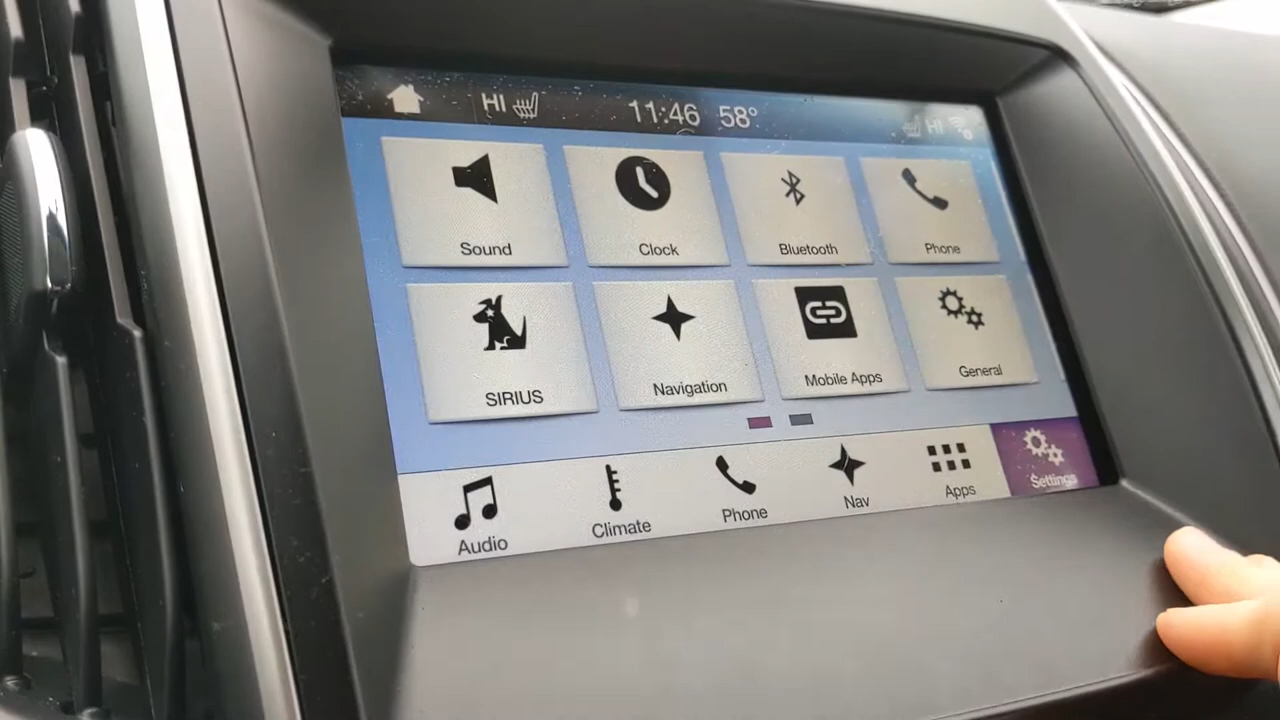 HI 11:46 58° HI
Sound Clock Bluetooth Phone
SIRIUS Navigation Mobile Apps General
Audio Climate Phone Nav Apps Settings